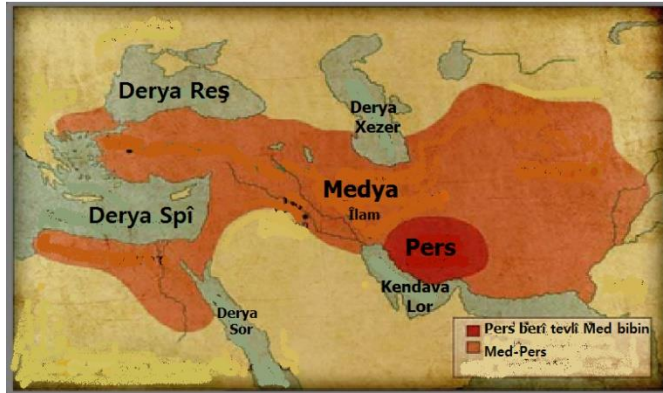 Derya Reş
Derya
Xezer
Medya
Îlam
Derya Spî
Pers
Kendava
Lor
Derya
Sor
Pers berî tevlî Med bibin
Med-Pers